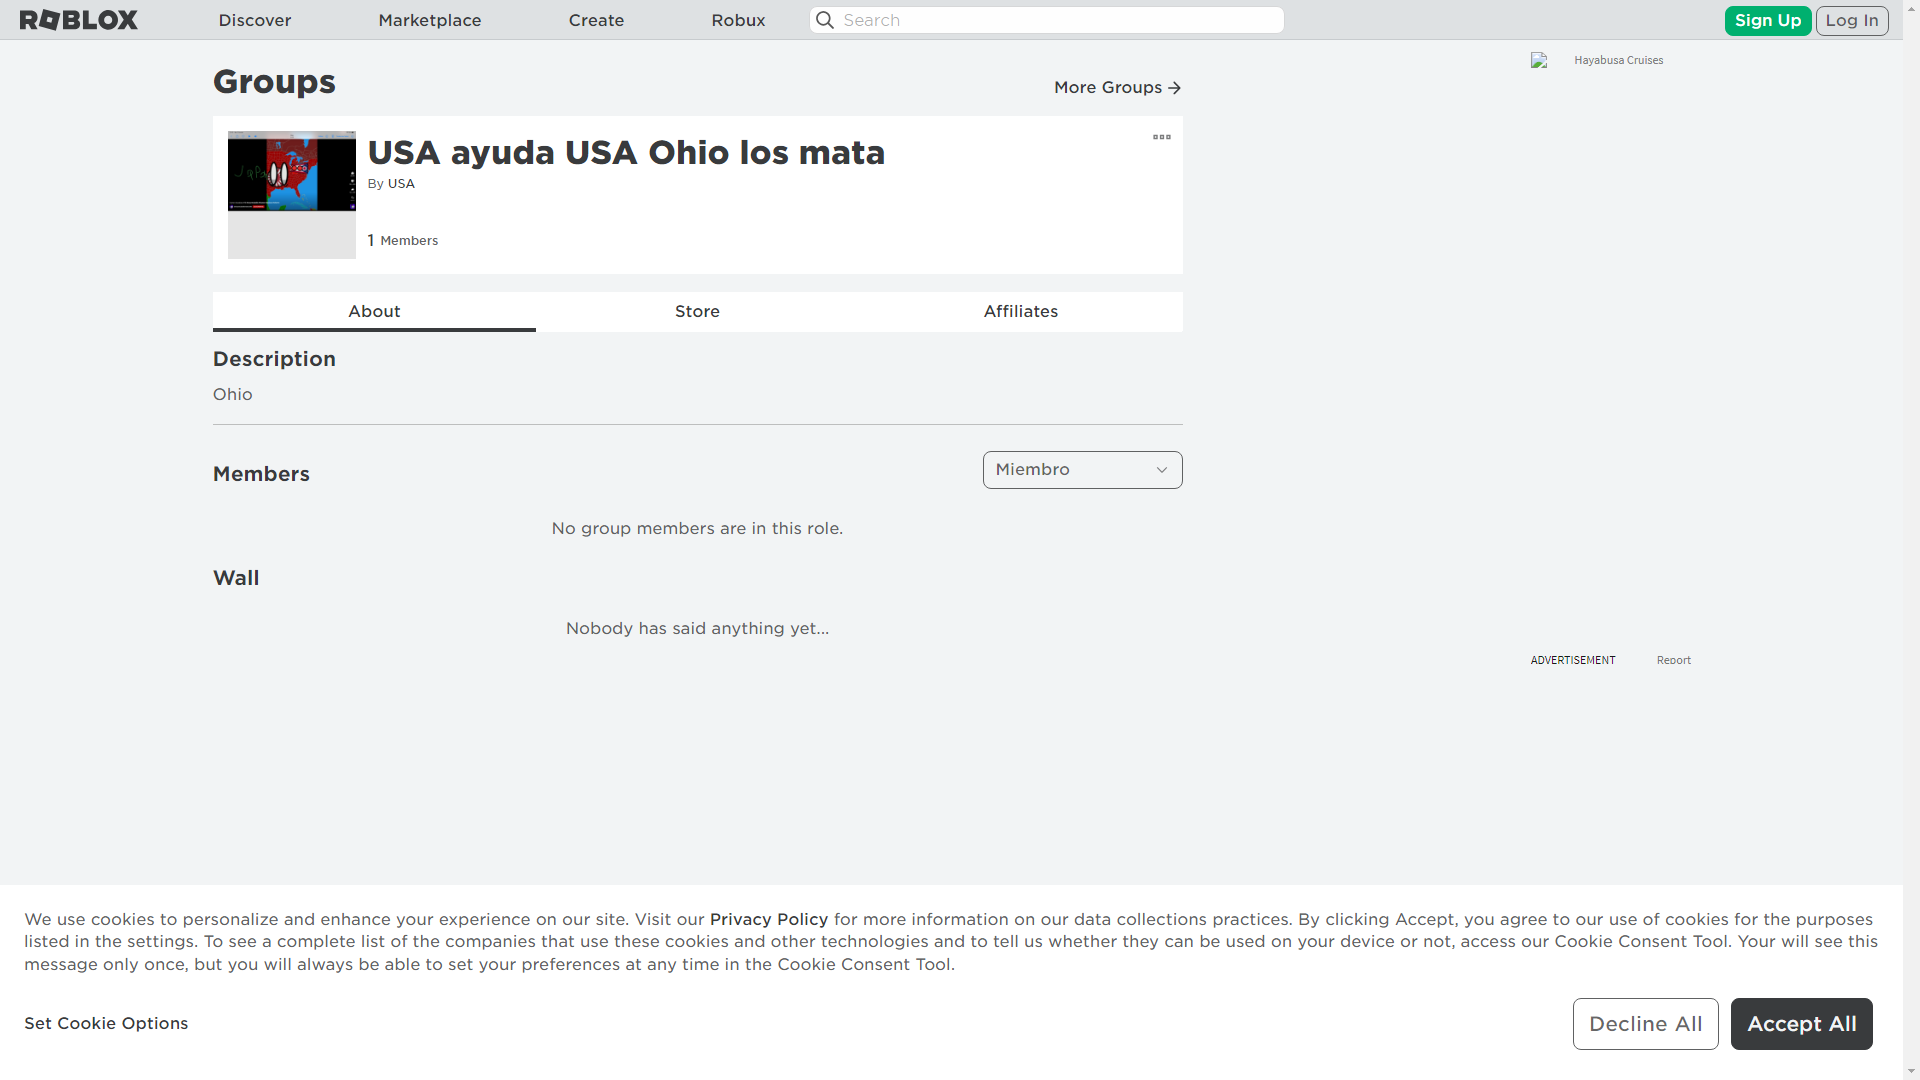 ROBLOX
Discover
Marketplace
Create
Robux
Search
Sign Up
Log In
Hayabusa Cruises
Groups
More Groups
USA ayuda USA Ohio los mata
By USA
1 Members
About
Store
Affiliates
Description
Ohio
Members
Miembro
No group members are in this role.
Wall
Nobody has said anything yet...
ADVERTISEMENT
Report
We use cookies to personalize and enhance your experience on our site. Visit our Privacy Policy for more information on our data collections practices. By clicking Accept, you agree to our use of cookies for the purposes
listed in the settings. To see a complete list of the companies that use these cookies and other technologies and to tell us whether they can be used on your device or not, access our Cookie Consent Tool. Your will see this
message only once, but you will always be able to set your preferences at any time in the Cookie Consent Tool.
Set Cookie Options
Decline All
Accept All